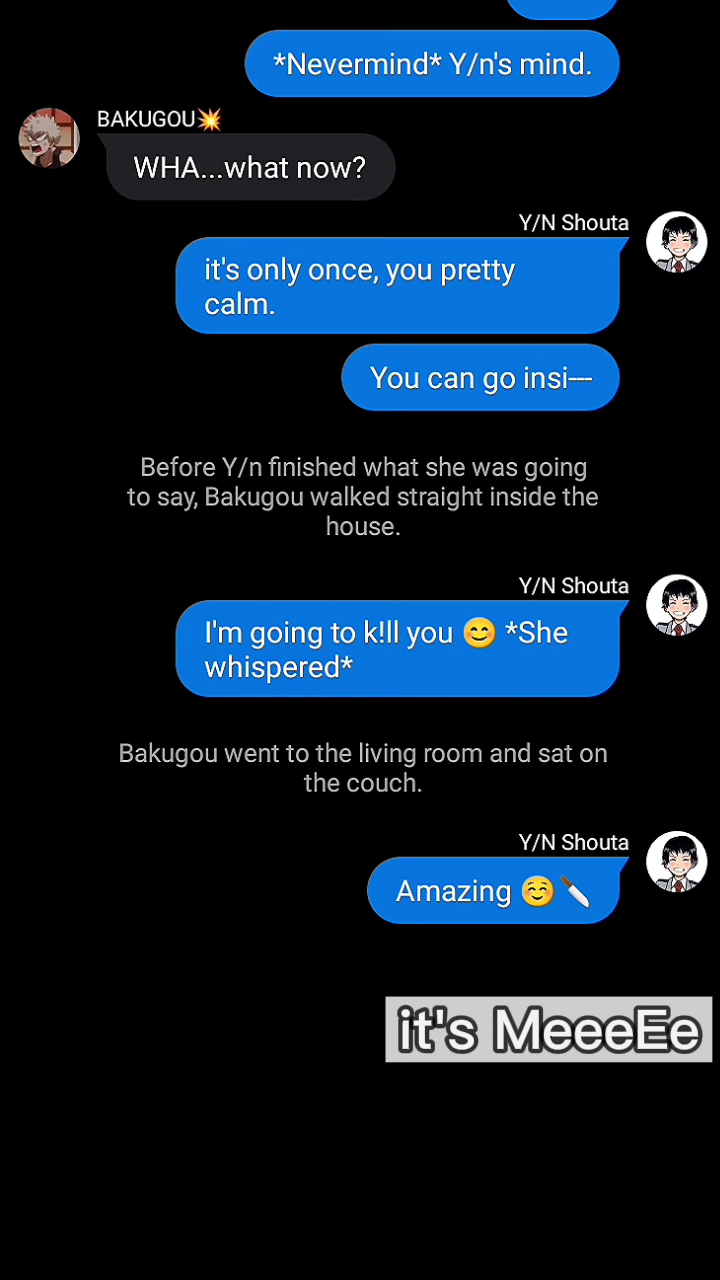 *Nevermind* Y/n's mind.
BAKUGOU💥
WHA...what now?
Y/N Shouta
it's only once, you pretty
calm.
You can go insi---
Before Y/n finished what she was going
to say, Bakugou walked straight inside the
house.
Y/N Shouta
I'm going to k!ll you 😊 *She
whispered*
Bakugou went to the living room and sat on
the couch.
Y/N Shouta
Amazing ☺️🔪
it's MeeeEe